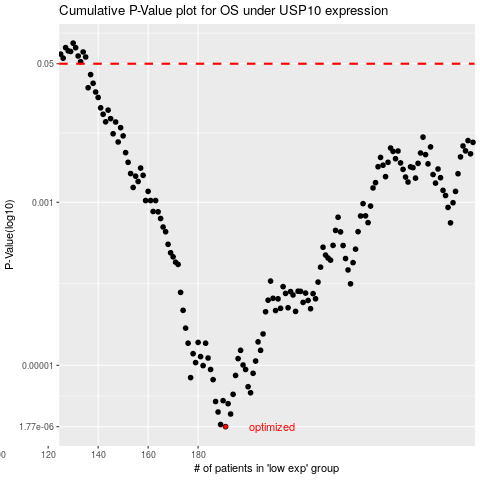 Cumulative P-Value plot for OS under USP10 expression
P-Value(log10)
0.05
0.001
0.00001
1.77e-06
optimized
120 140 160 180
# of patients in 'low exp' group